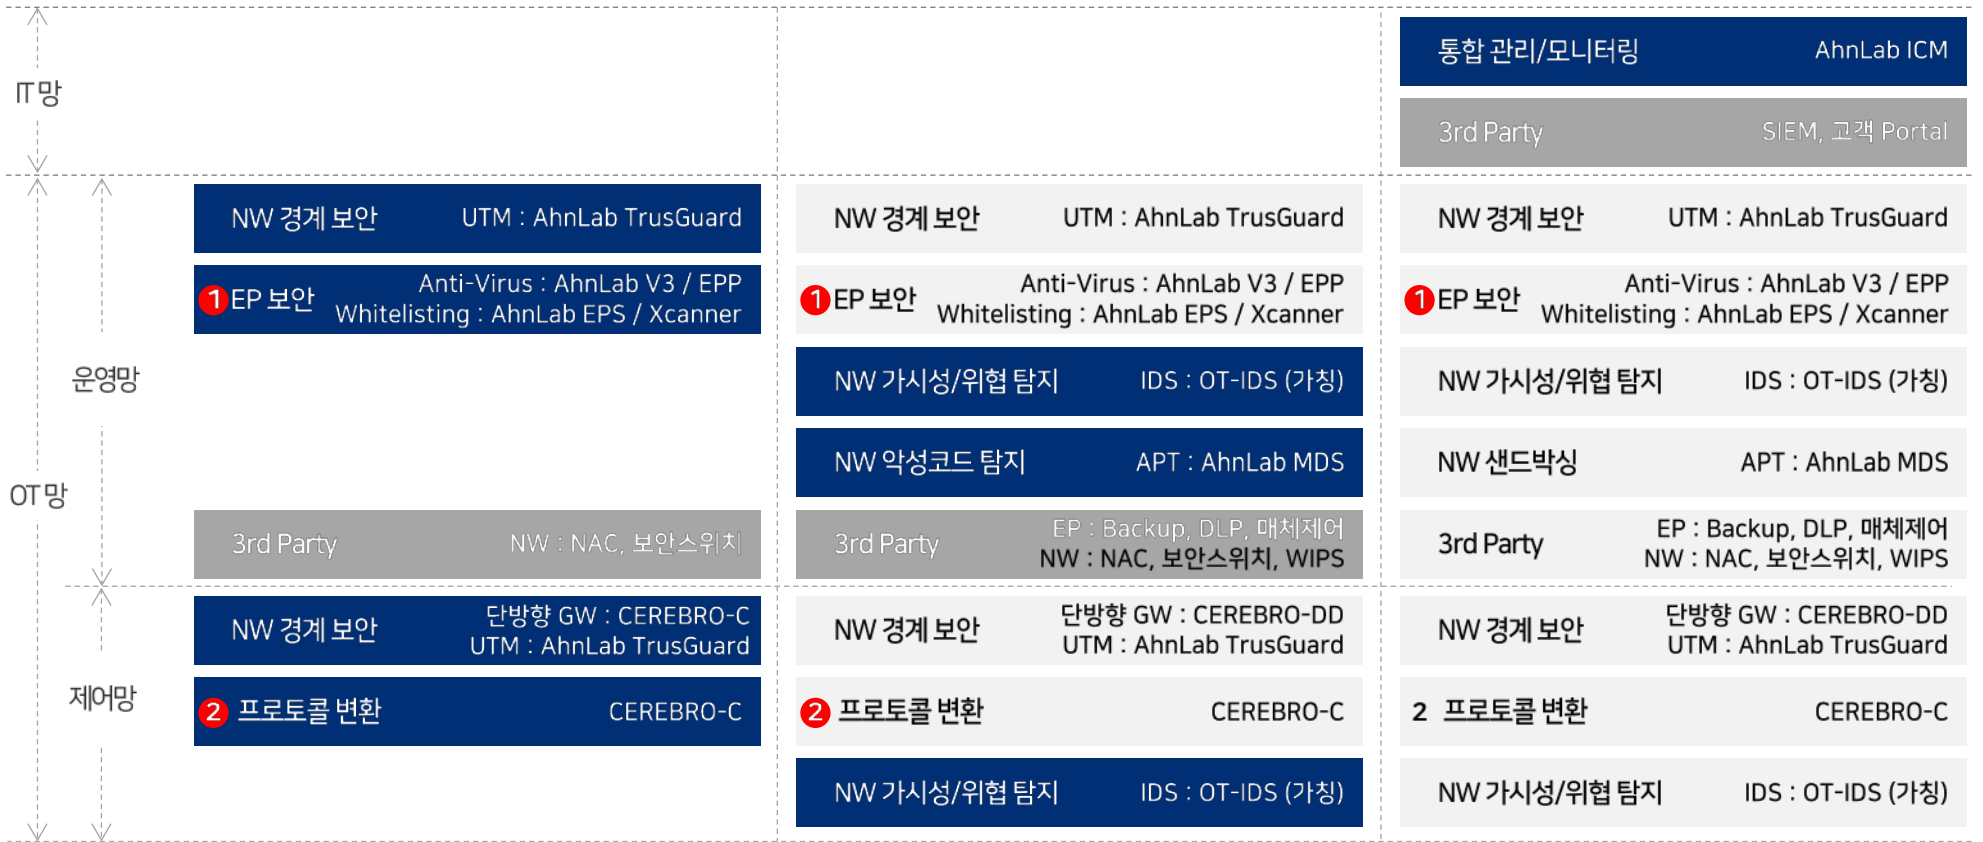 IT망
통합 관리/모니터링 AhnLab ICM
3rd Party SIEM, 고객 Portal
OT망
운영망
NW 경계 보안 UTM : AhnLab TrusGuard
1 EP 보안 Anti-Virus : AhnLab V3 / EPP
Whitelisting : AhnLab EPS / Xcanner
3rd Party NW : NAC, 보안스위치
NW 경계 보안 UTM : AhnLab TrusGuard
1 EP 보안 Anti-Virus : AhnLab V3 / EPP
Whitelisting : AhnLab EPS / Xcanner
NW 가시성/위협 탐지 IDS : OT-IDS (가칭)
NW 악성코드 탐지 APT : AhnLab MDS
3rd Party EP : Backup, DLP, 매체제어
NW : NAC, 보안스위치, WIPS
NW 경계 보안 UTM : AhnLab TrusGuard
1 EP 보안 Anti-Virus : AhnLab V3 / EPP
Whitelisting : AhnLab EPS / Xcanner
NW 가시성/위협 탐지 IDS : OT-IDS (가칭)
NW 샌드박싱 APT : AhnLab MDS
3rd Party EP : Backup, DLP, 매체제어
NW : NAC, 보안스위치, WIPS
제어망
NW 경계 보안 단방향 GW : CEREBRO-C
UTM : AhnLab TrusGuard
2 프로토콜 변환 CEREBRO-C
NW 경계 보안 단방향 GW : CEREBRO-DD
UTM : AhnLab TrusGuard
2 프로토콜 변환 CEREBRO-C
NW 가시성/위협 탐지 IDS : OT-IDS (가칭)
NW 경계 보안 단방향 GW : CEREBRO-DD
UTM : AhnLab TrusGuard
2 프로토콜 변환 CEREBRO-C
NW 가시성/위협 탐지 IDS : OT-IDS (가칭)